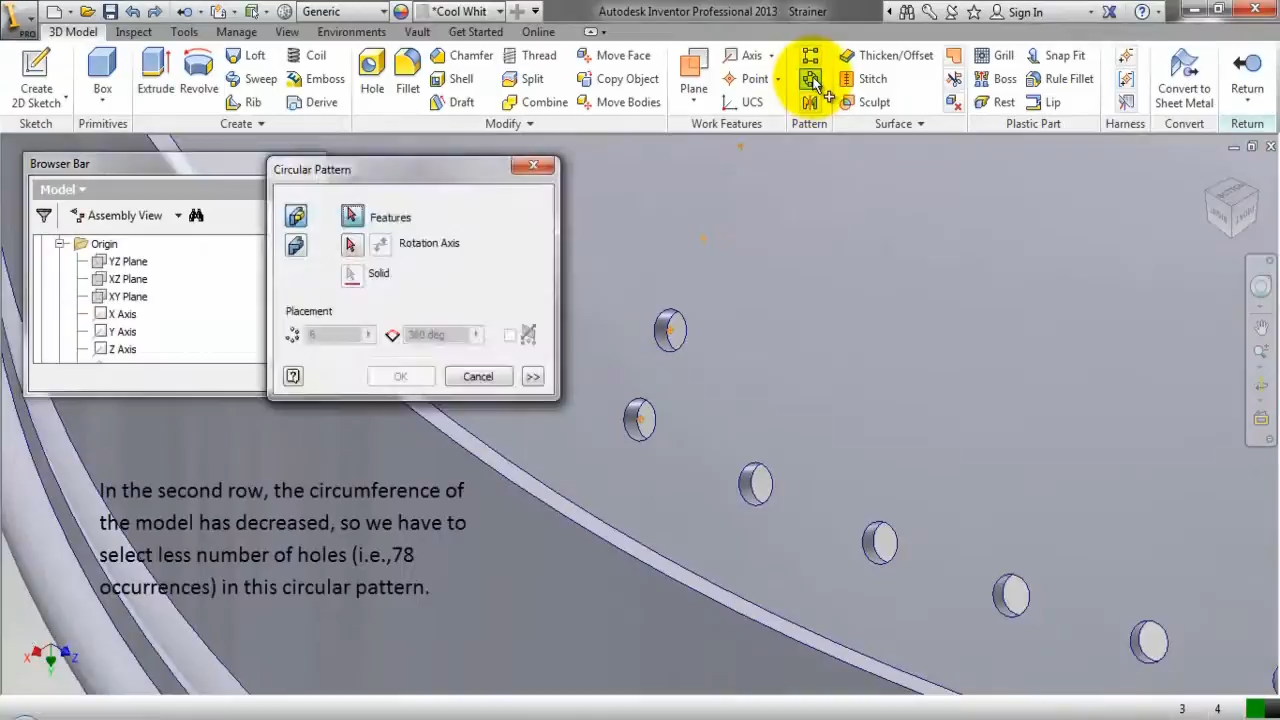 PRO
Generic
*Cool Whit
Autodesk Inventor Professional 2013 Strainer
Sign In
3D Model Inspect Tools Manage View Environments Vault Get Started Online
Create
2D Sketch
Sketch
Box
Primitives
Extrude Revolve
Loft Coil
Sweep Emboss
Rib Derive
Create
Hole Fillet
Chamfer Thread Move Face
Shell Split Copy Object
Draft Combine Move Bodies
Modify
Plane
Axis
Point
UCS
Work Features
Pattern
Thicken/Offset
Stitch
Sculpt
Surface
Grill Snap Fit
Boss Rule Fillet
Rest Lip
Plastic Part
Harness
Convert to
Sheet Metal
Convert
Return
Return
Browser Bar
Model
Assembly View
Origin
YZ Plane
XZ Plane
XY Plane
X Axis
Y Axis
Z Axis
Circular Pattern
Features
Rotation Axis
Solid
Placement
6 360 deg
OK Cancel >>
In the second row, the circumference of
the model has decreased, so we have to
select less number of holes (i.e.,78
occurrences) in this circular pattern.
X Z
Y
3 4